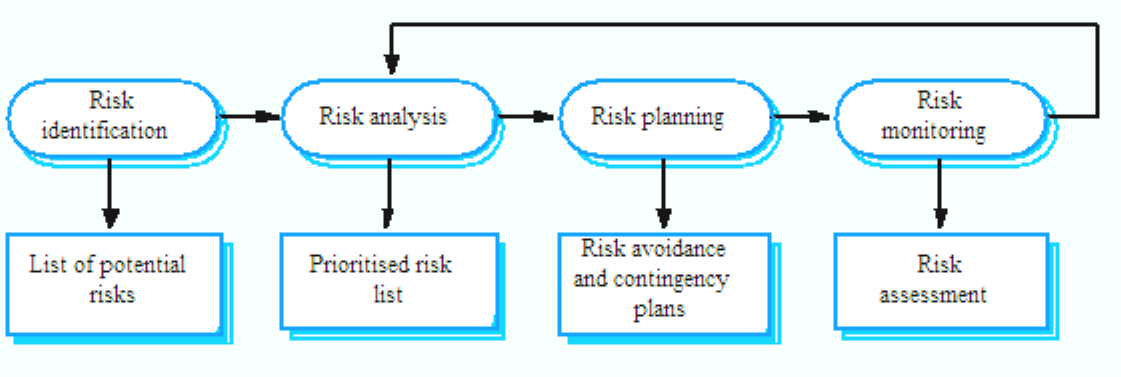 Risk
identification
Risk analysis
Risk planning
Risk
monitoring
List of potential
risks
Prioritised risk
list
Risk avoidance
and contingency
plans
Risk
assessment